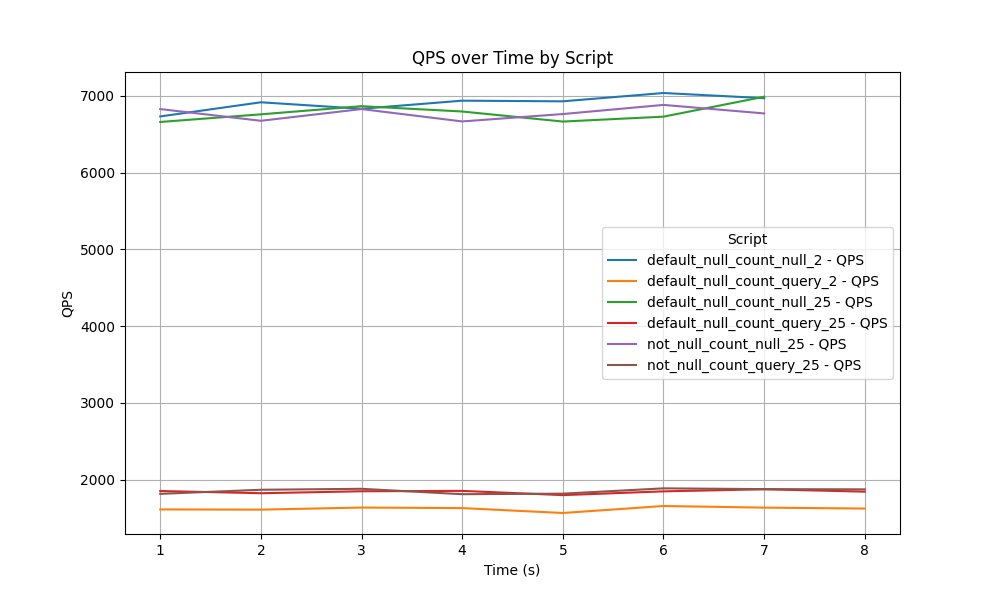 QPS over Time by Script
7000
6000
5000
4000
3000
2000
QPS
Script
default_null_count_null_2 - QPS
default_null_count_query_2 - QPS
default_null_count_null_25 - QPS
default_null_count_query_25 - QPS
not_null_count_null_25 - QPS
not_null_count_query_25 - QPS
1 2 3 4 5 6 7 8
Time (s)